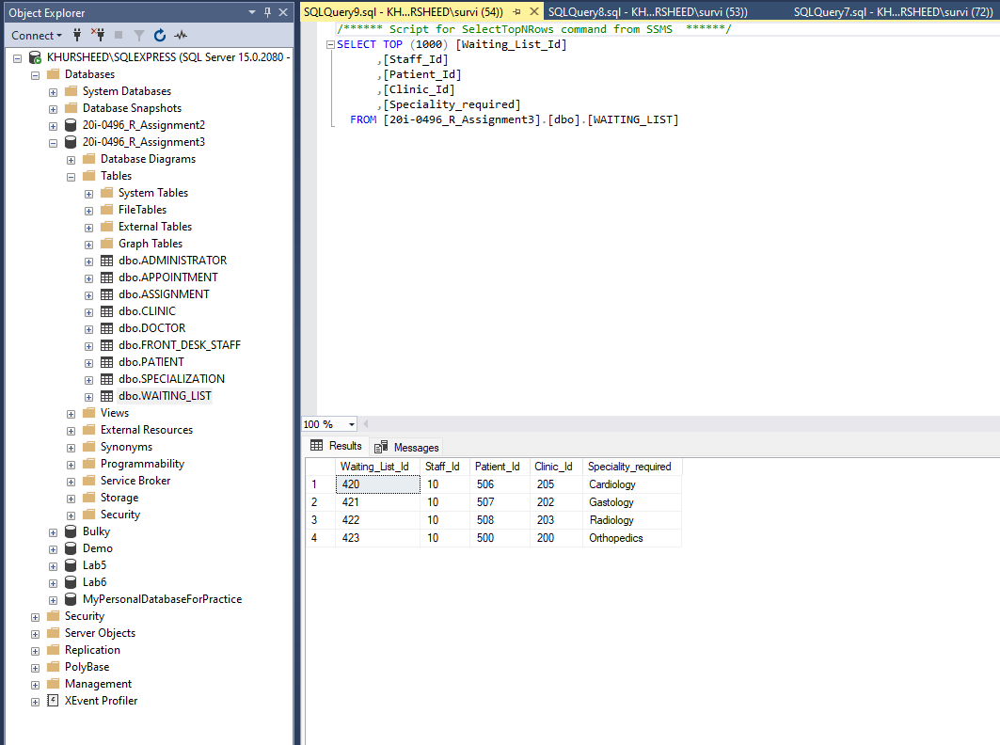 Object Explorer
Connect
KHURSHEED\SQLEXPRESS (SQL Server 15.0.2080 -
Databases
System Databases
Database Snapshots
20i-0496_R_Assignment2
20i-0496_R_Assignment3
Database Diagrams
Tables
System Tables
FileTables
External Tables
Graph Tables
dbo.ADMINISTRATOR
dbo.APPOINTMENT
dbo.ASSIGNMENT
dbo.CLINIC
dbo.DOCTOR
dbo.FRONT_DESK_STAFF
dbo.PATIENT
dbo.SPECIALIZATION
dbo.WAITING_LIST
Views
External Resources
Synonyms
Programmability
Service Broker
Storage
Security
Bulky
Demo
Lab5
Lab6
MyPersonalDatabaseForPractice
Security
Server Objects
Replication
PolyBase
Management
XEvent Profiler
SQLQuery9.sql - KH...RSHEED\survi (54)) SQLQuery8.sql - KH...RSHEED\survi (53)) SQLQuery7.sql - KH...RSHEED\survi (72))
/****** Script for SelectTopNRows command from SSMS  ******/
SELECT TOP (1000) [Waiting_List_Id]
,[Staff_Id]
,[Patient_Id]
,[Clinic_Id]
,[Speciality_required]
FROM [20i-0496_R_Assignment3].[dbo].[WAITING_LIST]
100 %
Results Messages
Waiting_List_Id Staff_Id Patient_Id Clinic_Id Speciality_required
1 420 10 506 205 Cardiology
2 421 10 507 202 Gastology
3 422 10 508 203 Radiology
4 423 10 500 200 Orthopedics